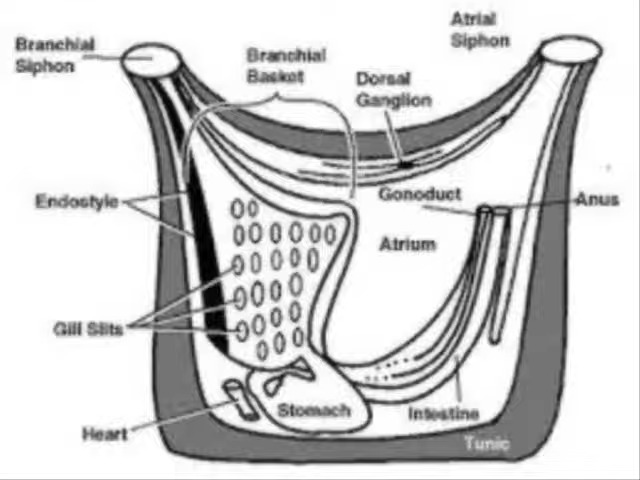 Branchial
Siphon
Branchial
Basket
Atrial
Siphon
Dorsal
Ganglion
Endostyle
Gonoduct
Anus
Atrium
Gill Slits
Stomach
Intestine
Heart
Tunic